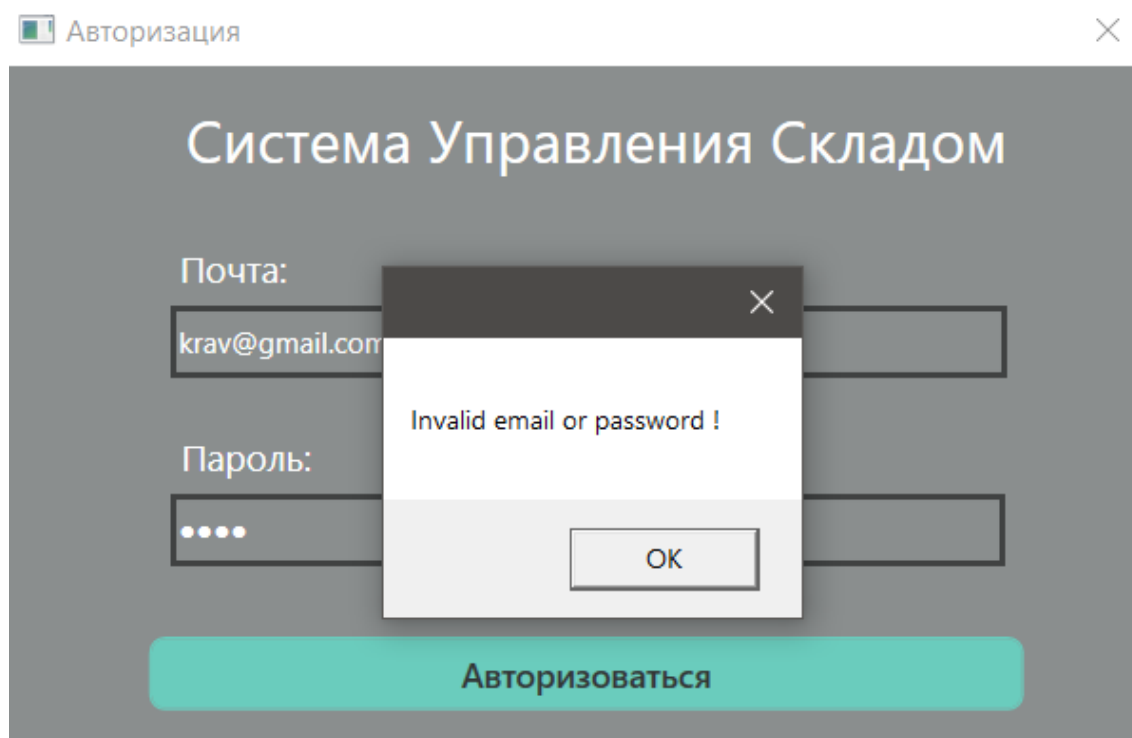 Авторизация
Система Управления Складом
Почта:
krav@gmail.com
Invalid email or password !
Пароль:
••••
OK
Авторизоваться